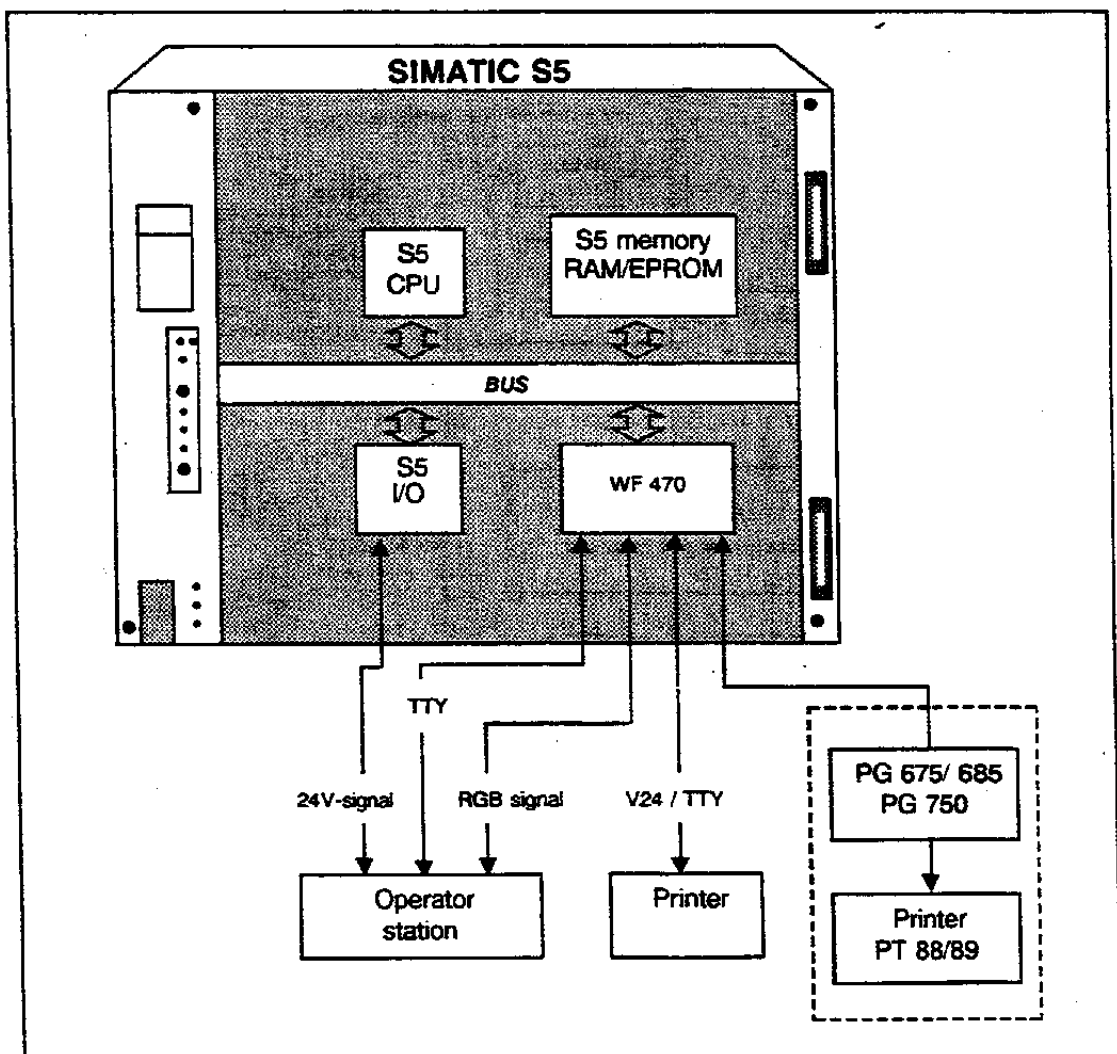 SIMATIC S5
S5
CPU
S5 memory
RAM/EPROM
BUS
S5
I/O
WF 470
TTY
24V-signal
RGB signal
V24 / TTY
PG 675/ 685
PG 750
Operator
station
Printer
Printer
PT 88/89